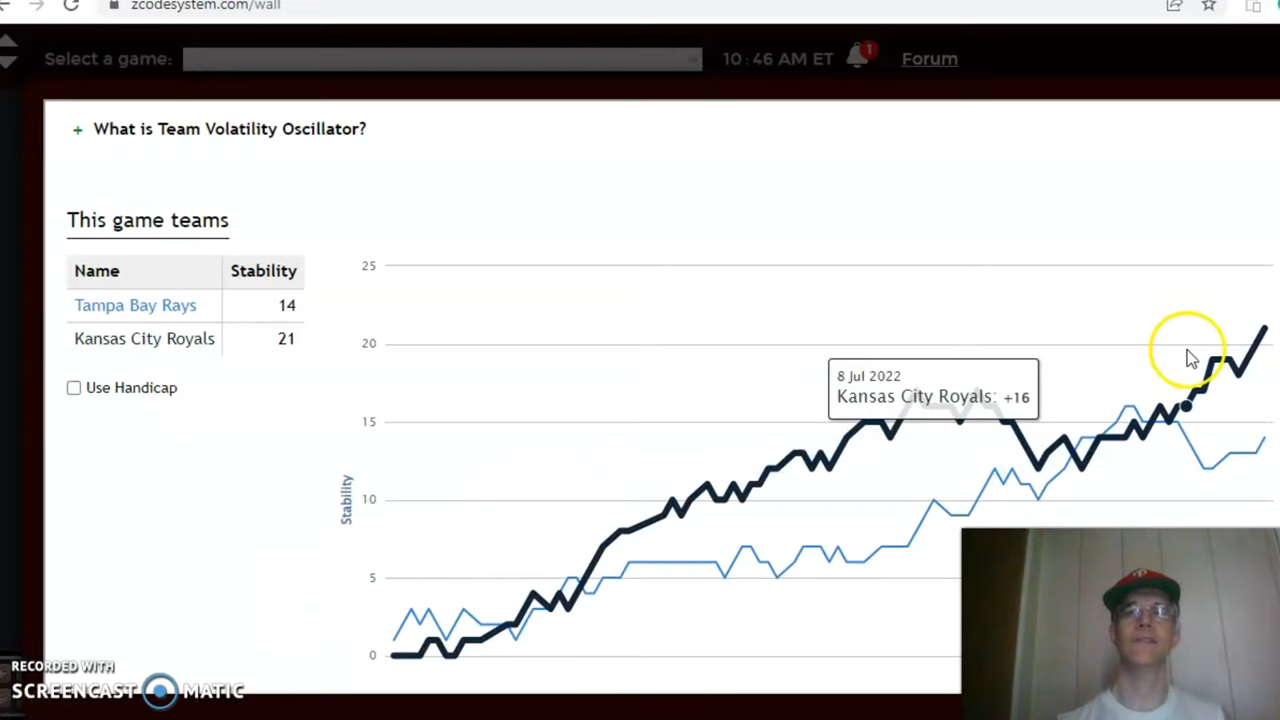 zcodesystem.com/wall
Select a game:
10:46 AM ET
1
Forum
+ What is Team Volatility Oscillator?
This game teams
Name Stability
Tampa Bay Rays 14
Kansas City Royals 21
Use Handicap
25
20
15
10
5
0
Stability
8 Jul 2022
Kansas City Royals: +16
RECORDED WITH
SCREENCAST MATIC